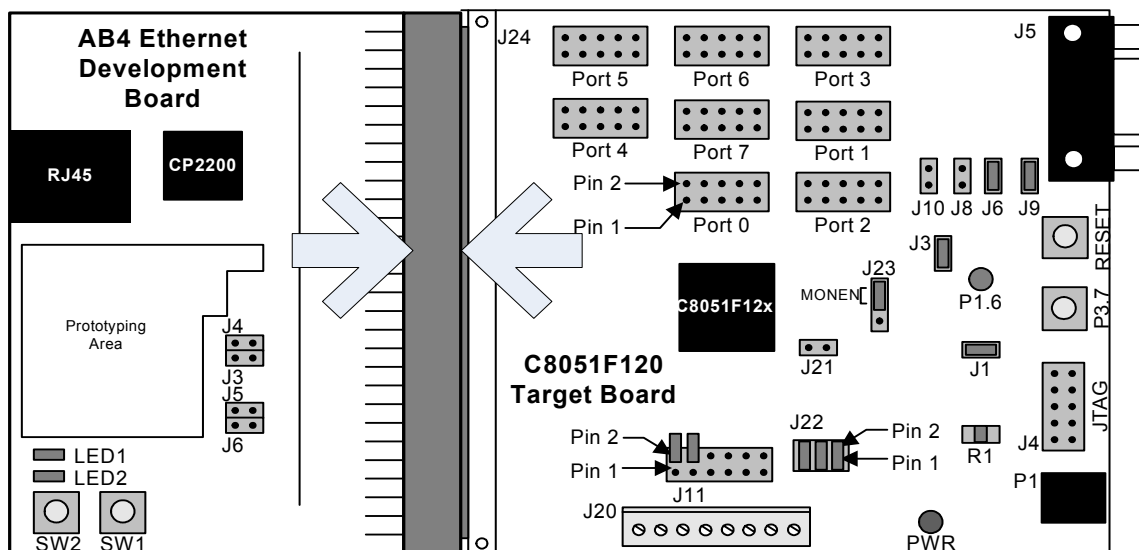 AB4 Ethernet
Development
Board
RJ45
CP2200
Prototyping
Area
J4
J3
J5
J6
LED1
LED2
SW2
SW1
J24
Port 5
Port 6
Port 3
Port 4
Port 7
Port 1
Pin 2
Pin 1
Port 0
Port 2
J5
J10
J8
J6
J9
J3
RESET
J23
MONEN
P1.6
P3.7
C8051F12x
J21
J1
C8051F120
Target Board
JTAG
Pin 2
Pin 1
J11
J22
Pin 2
Pin 1
R1
J4
P1
J20
PWR